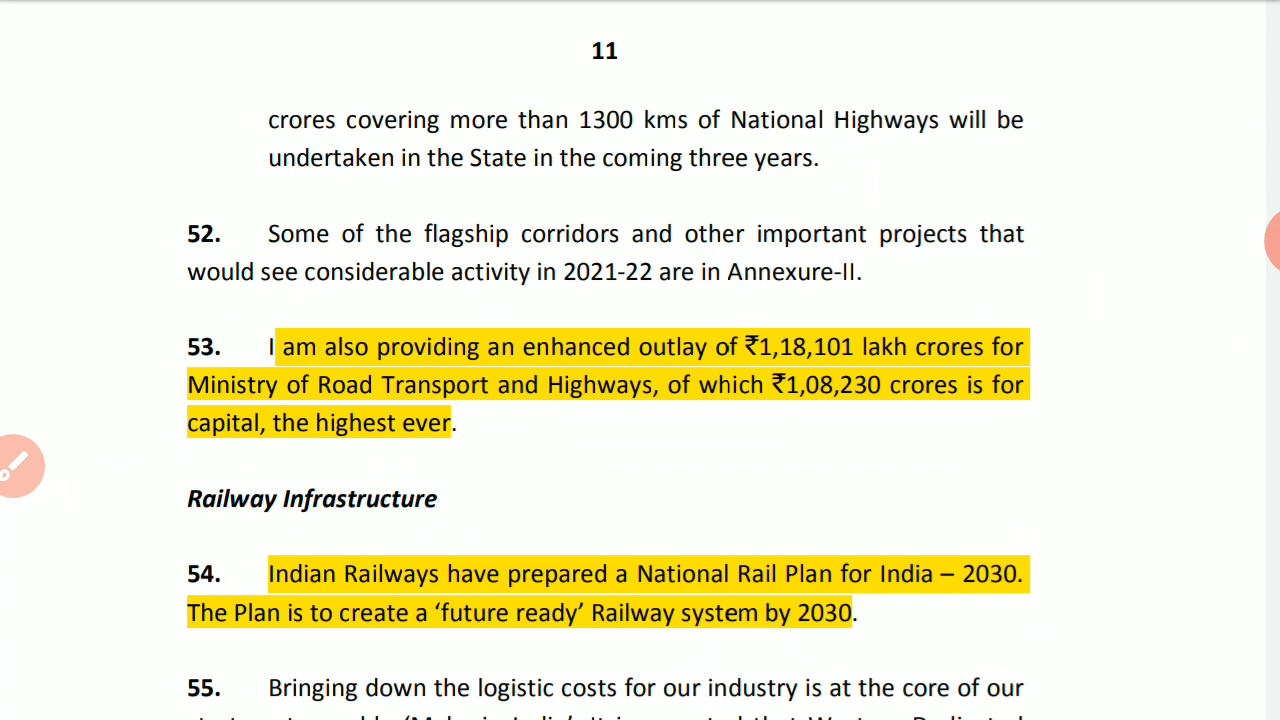 11
crores covering more than 1300 kms of National Highways will be
undertaken in the State in the coming three years.
52. Some of the flagship corridors and other important projects that
would see considerable activity in 2021-22 are in Annexure-II.
53. I am also providing an enhanced outlay of ₹1,18,101 lakh crores for
Ministry of Road Transport and Highways, of which ₹1,08,230 crores is for
capital, the highest ever.
Railway Infrastructure
54. Indian Railways have prepared a National Rail Plan for India – 2030.
The Plan is to create a ‘future ready’ Railway system by 2030.
55. Bringing down the logistic costs for our industry is at the core of our